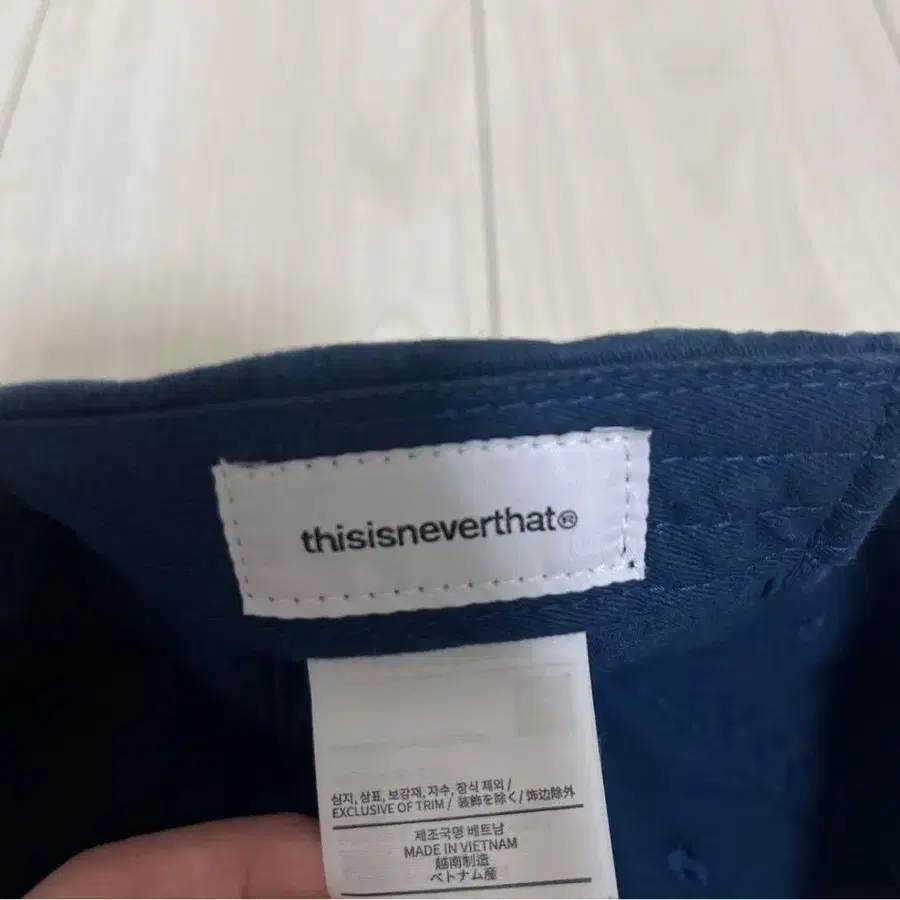 thisisneverthat®
심지, 상표, 보강재, 자수, 장식 제외 /
EXCLUSIVE OF TRIM / 装飾を除く / 饰边除外
제조국명 베트남
MADE IN VIETNAM
越南制造
ベトナム産